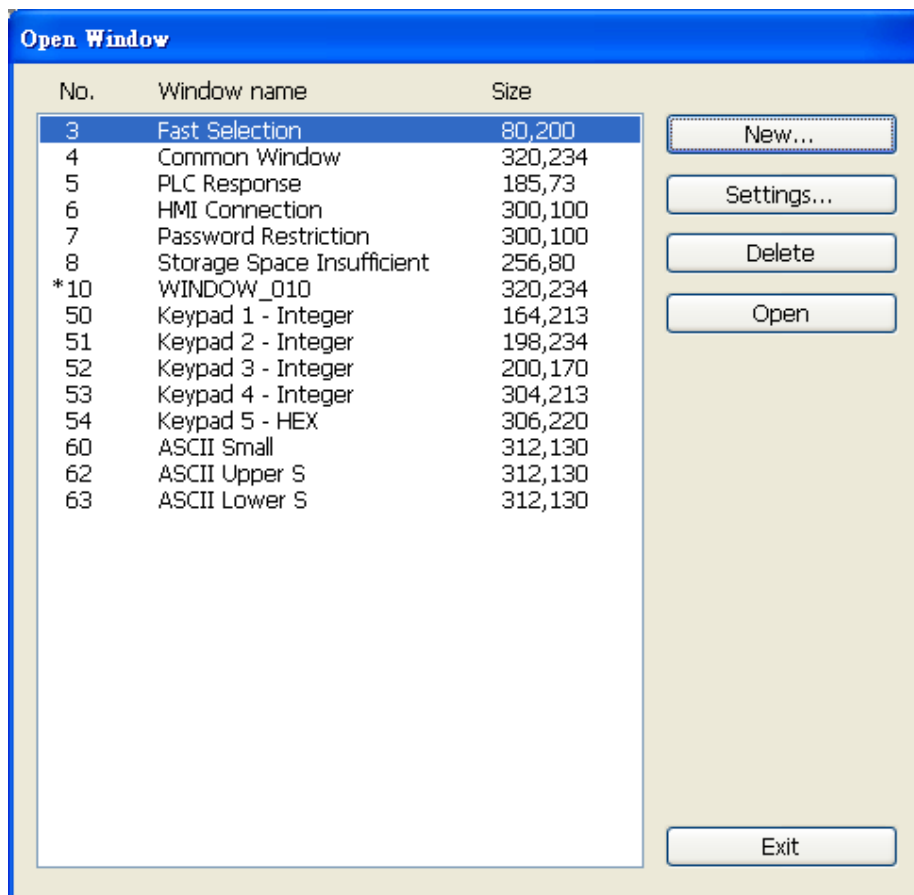 Open Window
No. Window name Size
3 Fast Selection 80,200
4 Common Window 320,234
5 PLC Response 185,73
6 HMI Connection 300,100
7 Password Restriction 300,100
8 Storage Space Insufficient 256,80
*10 WINDOW_010 320,234
50 Keypad 1 - Integer 164,213
51 Keypad 2 - Integer 198,234
52 Keypad 3 - Integer 200,170
53 Keypad 4 - Integer 304,213
54 Keypad 5 - HEX 306,220
60 ASCII Small 312,130
62 ASCII Upper S 312,130
63 ASCII Lower S 312,130
New...
Settings...
Delete
Open
Exit